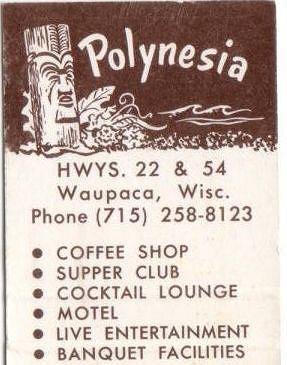 Polynesia
HWYS. 22 & 54
Waupaca, Wisc.
Phone (715) 258-8123
● COFFEE SHOP
● SUPPER CLUB
● COCKTAIL LOUNGE
● MOTEL
● LIVE ENTERTAINMENT
● BANQUET FACILITIES